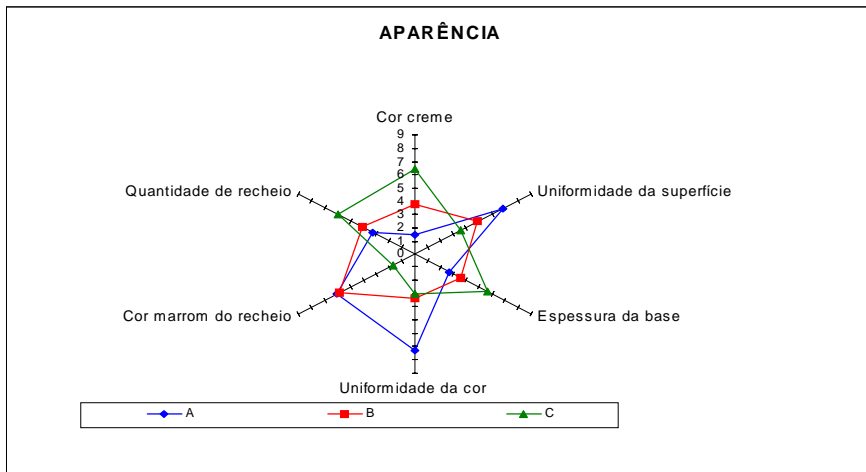 APARÊNCIA
Cor creme
9
8
7
6
5
4
3
2
1
0
Quantidade de recheio
Uniformidade da superfície
Cor marrom do recheio
Espessura da base
Uniformidade da cor
A B C